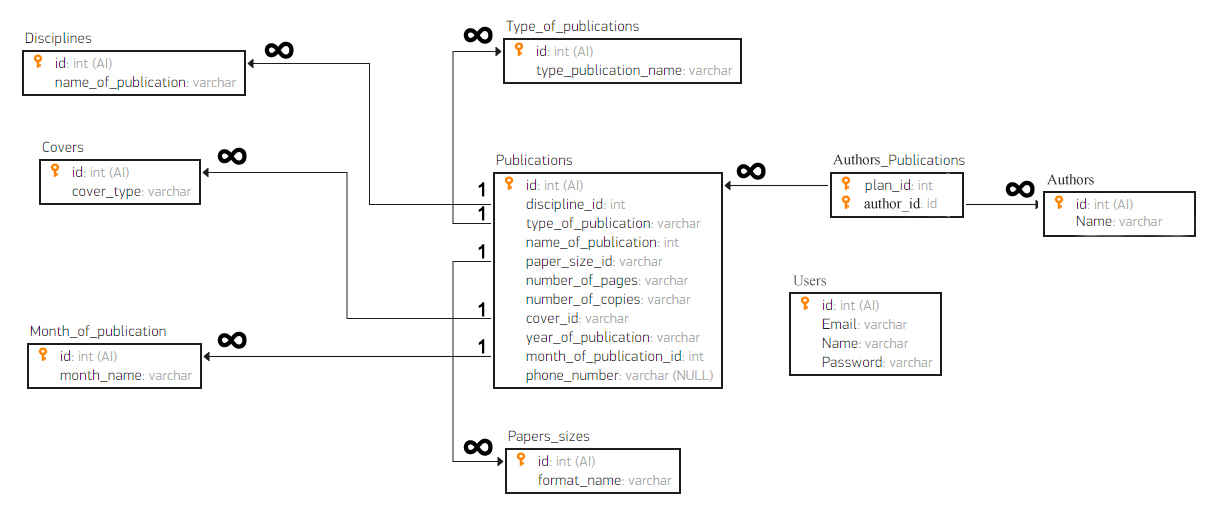 Disciplines
id: int (AI)
name_of_publication: varchar
∞
Type_of_publications
∞
id: int (AI)
type_publication_name: varchar
Covers
id: int (AI)
cover_type: varchar
∞
Month_of_publication
id: int (AI)
month_name: varchar
∞
Publications
id: int (AI)
discipline_id: int
type_of_publication: varchar
name_of_publication: int
paper_size_id: varchar
number_of_pages: varchar
number_of_copies: varchar
cover_id: varchar
year_of_publication: varchar
month_of_publication_id: int
phone_number: varchar (NULL)
1
1
1
1
1
∞
Authors_Publications
plan_id: int
author_id: id
∞
Authors
id: int (AI)
Name: varchar
Users
id: int (AI)
Email: varchar
Name: varchar
Password: varchar
Papers_sizes
∞
id: int (AI)
format_name: varchar